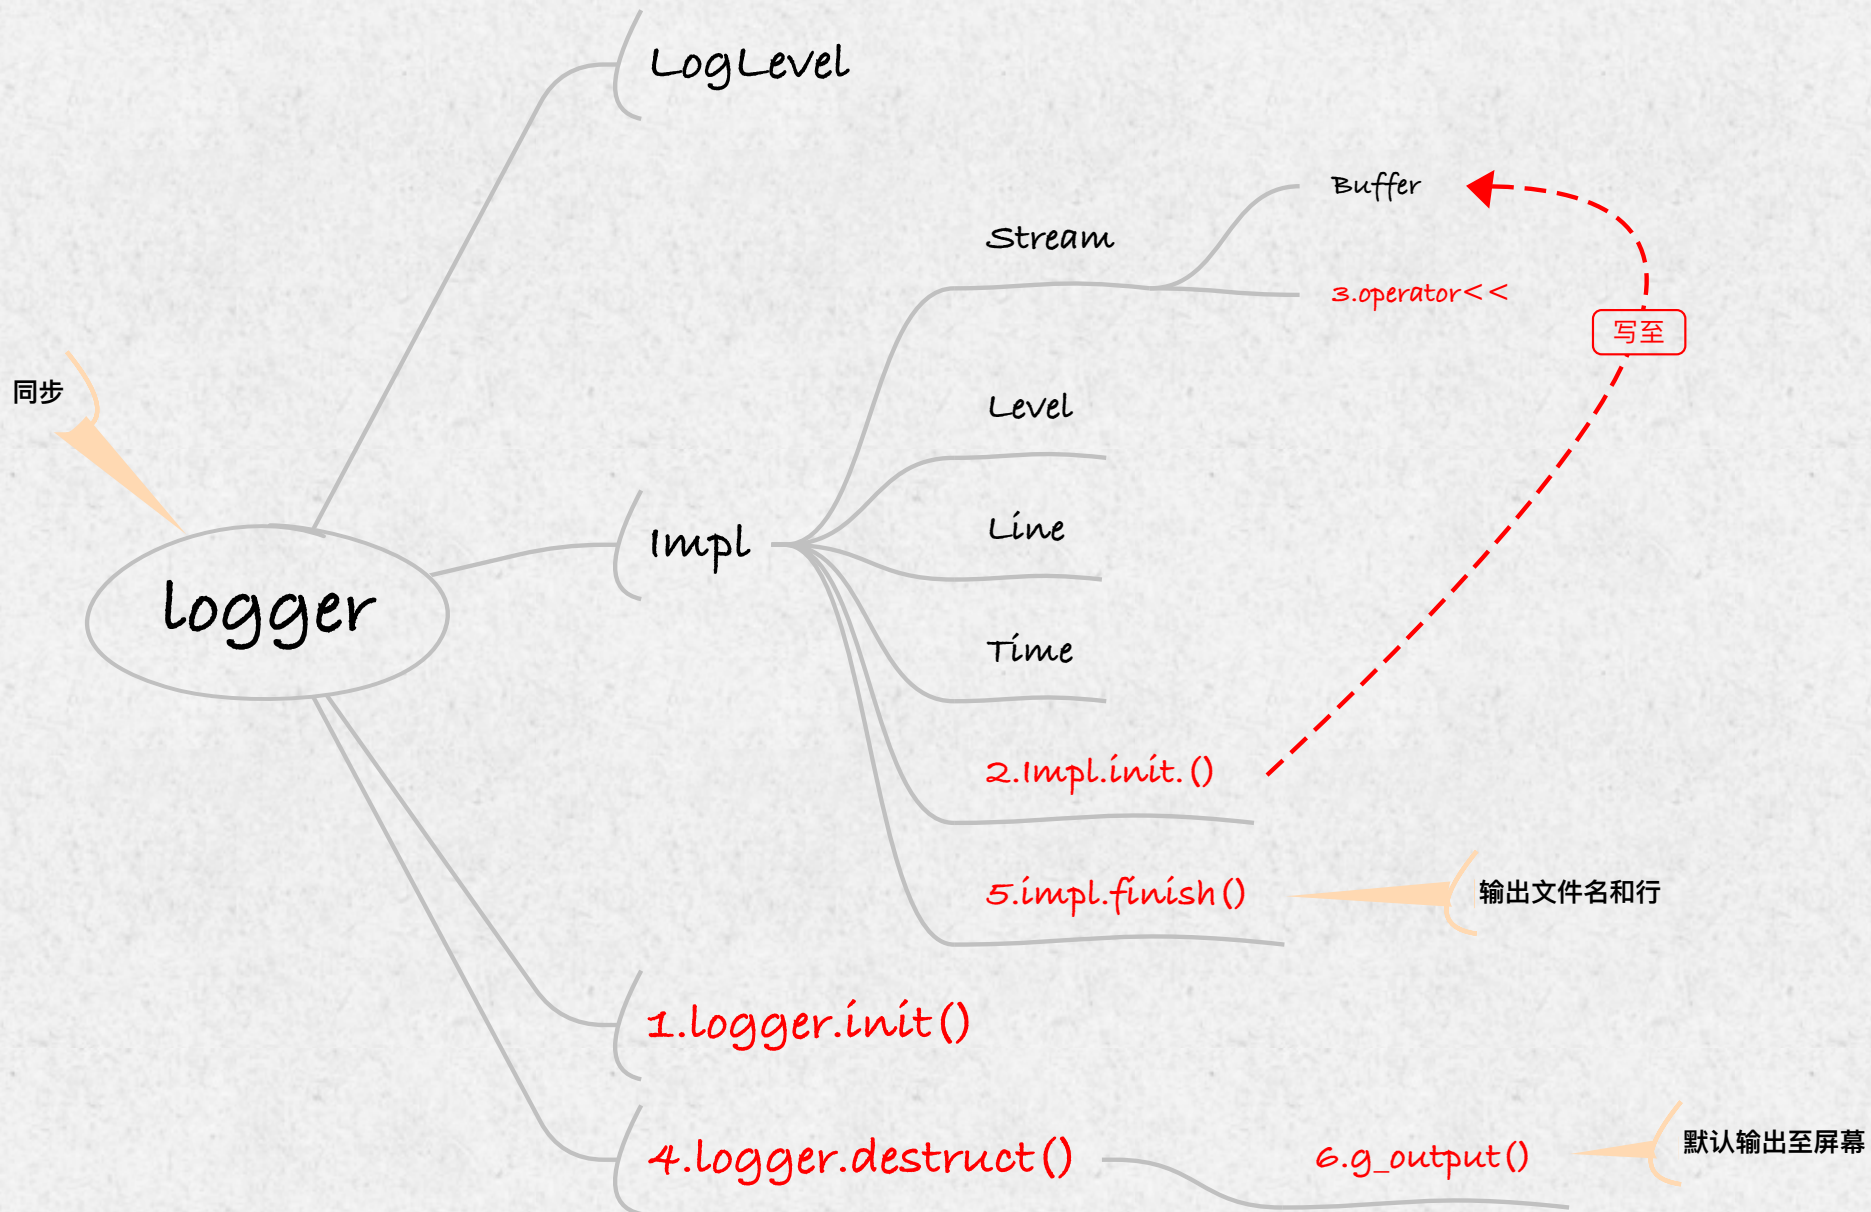 LogLevel
Buffer
Stream
3.operator<<
写至
同步
Level
Line
Impl
logger
Time
2.Impl.init.()
5.impl.finish()
输出文件名和行
1.logger.init()
4.logger.destruct()
6.g_output()
默认输出至屏幕